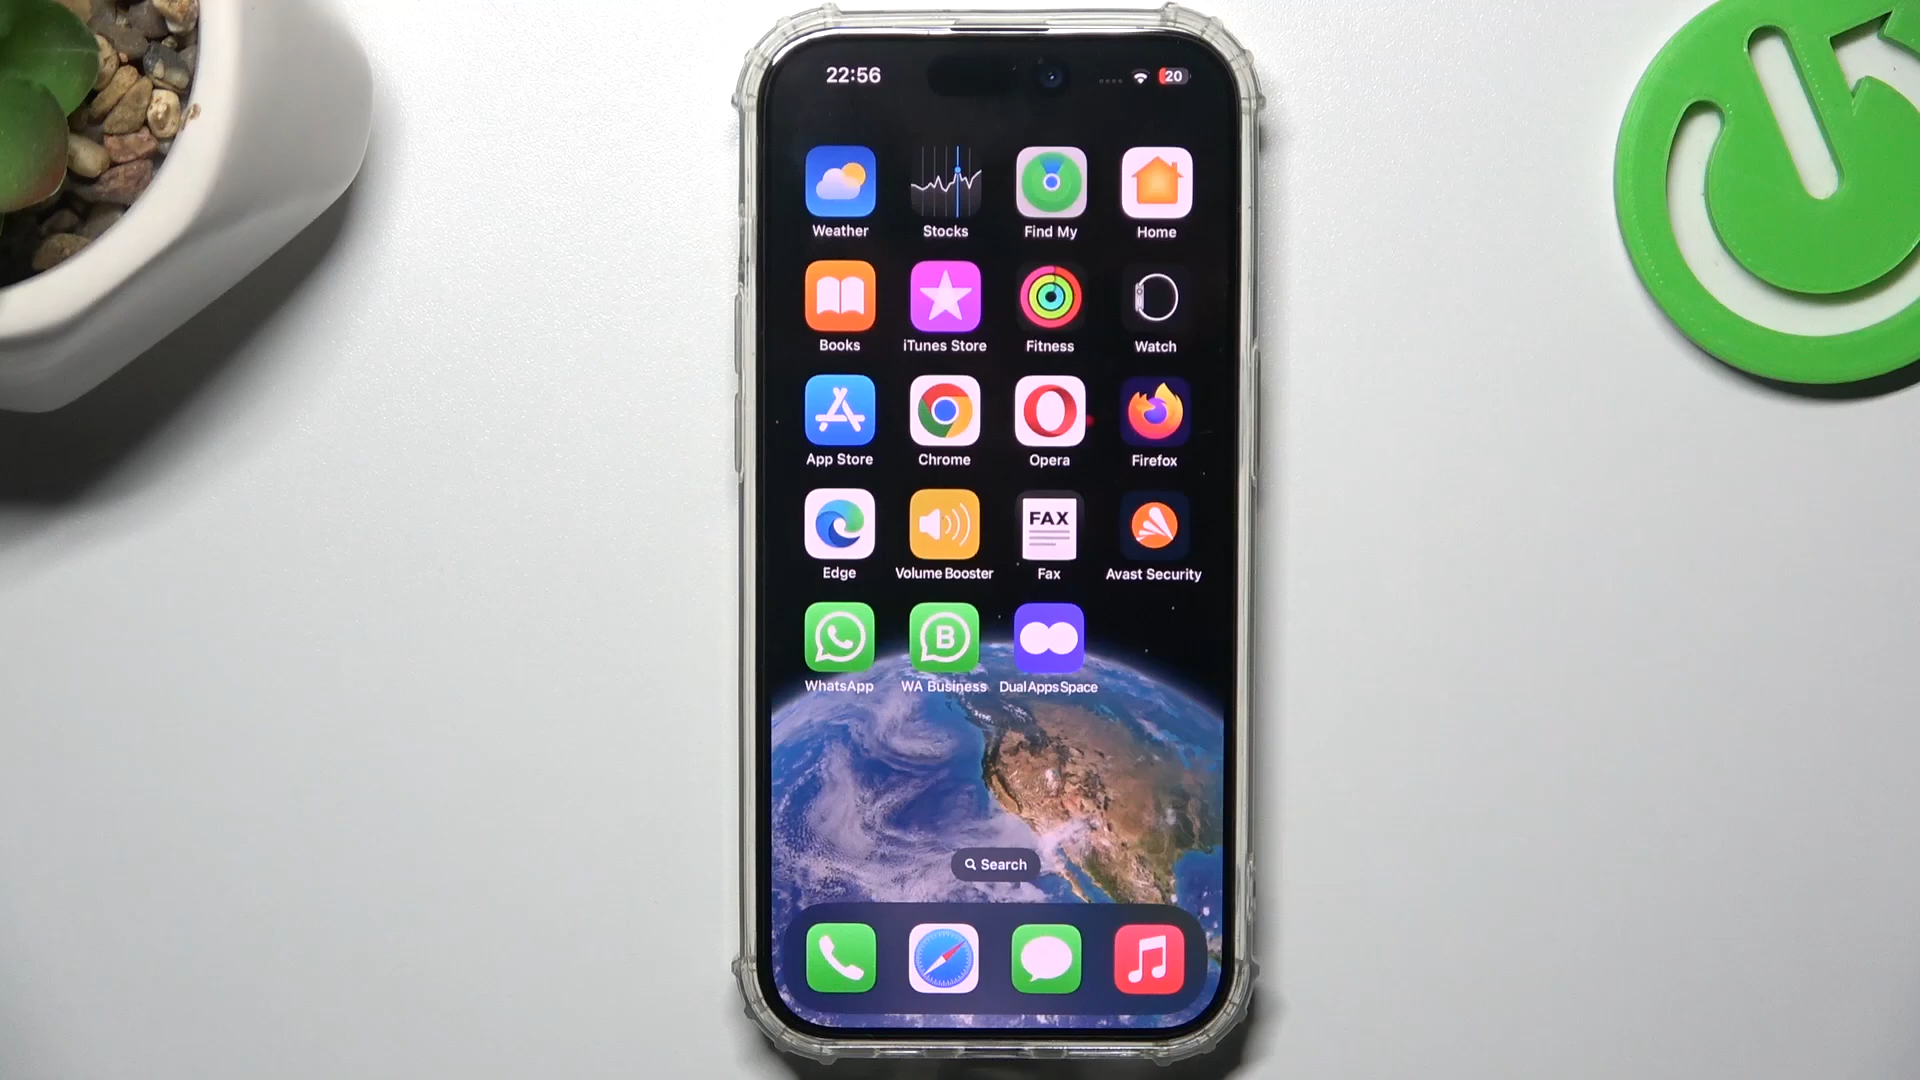 22:56
20
Weather Stocks Find My Home
Books iTunes Store Fitness Watch
App Store Chrome Opera Firefox
FAX
Edge Volume Booster Fax Avast Security
B
WhatsApp WA Business Dual Apps Space
Search